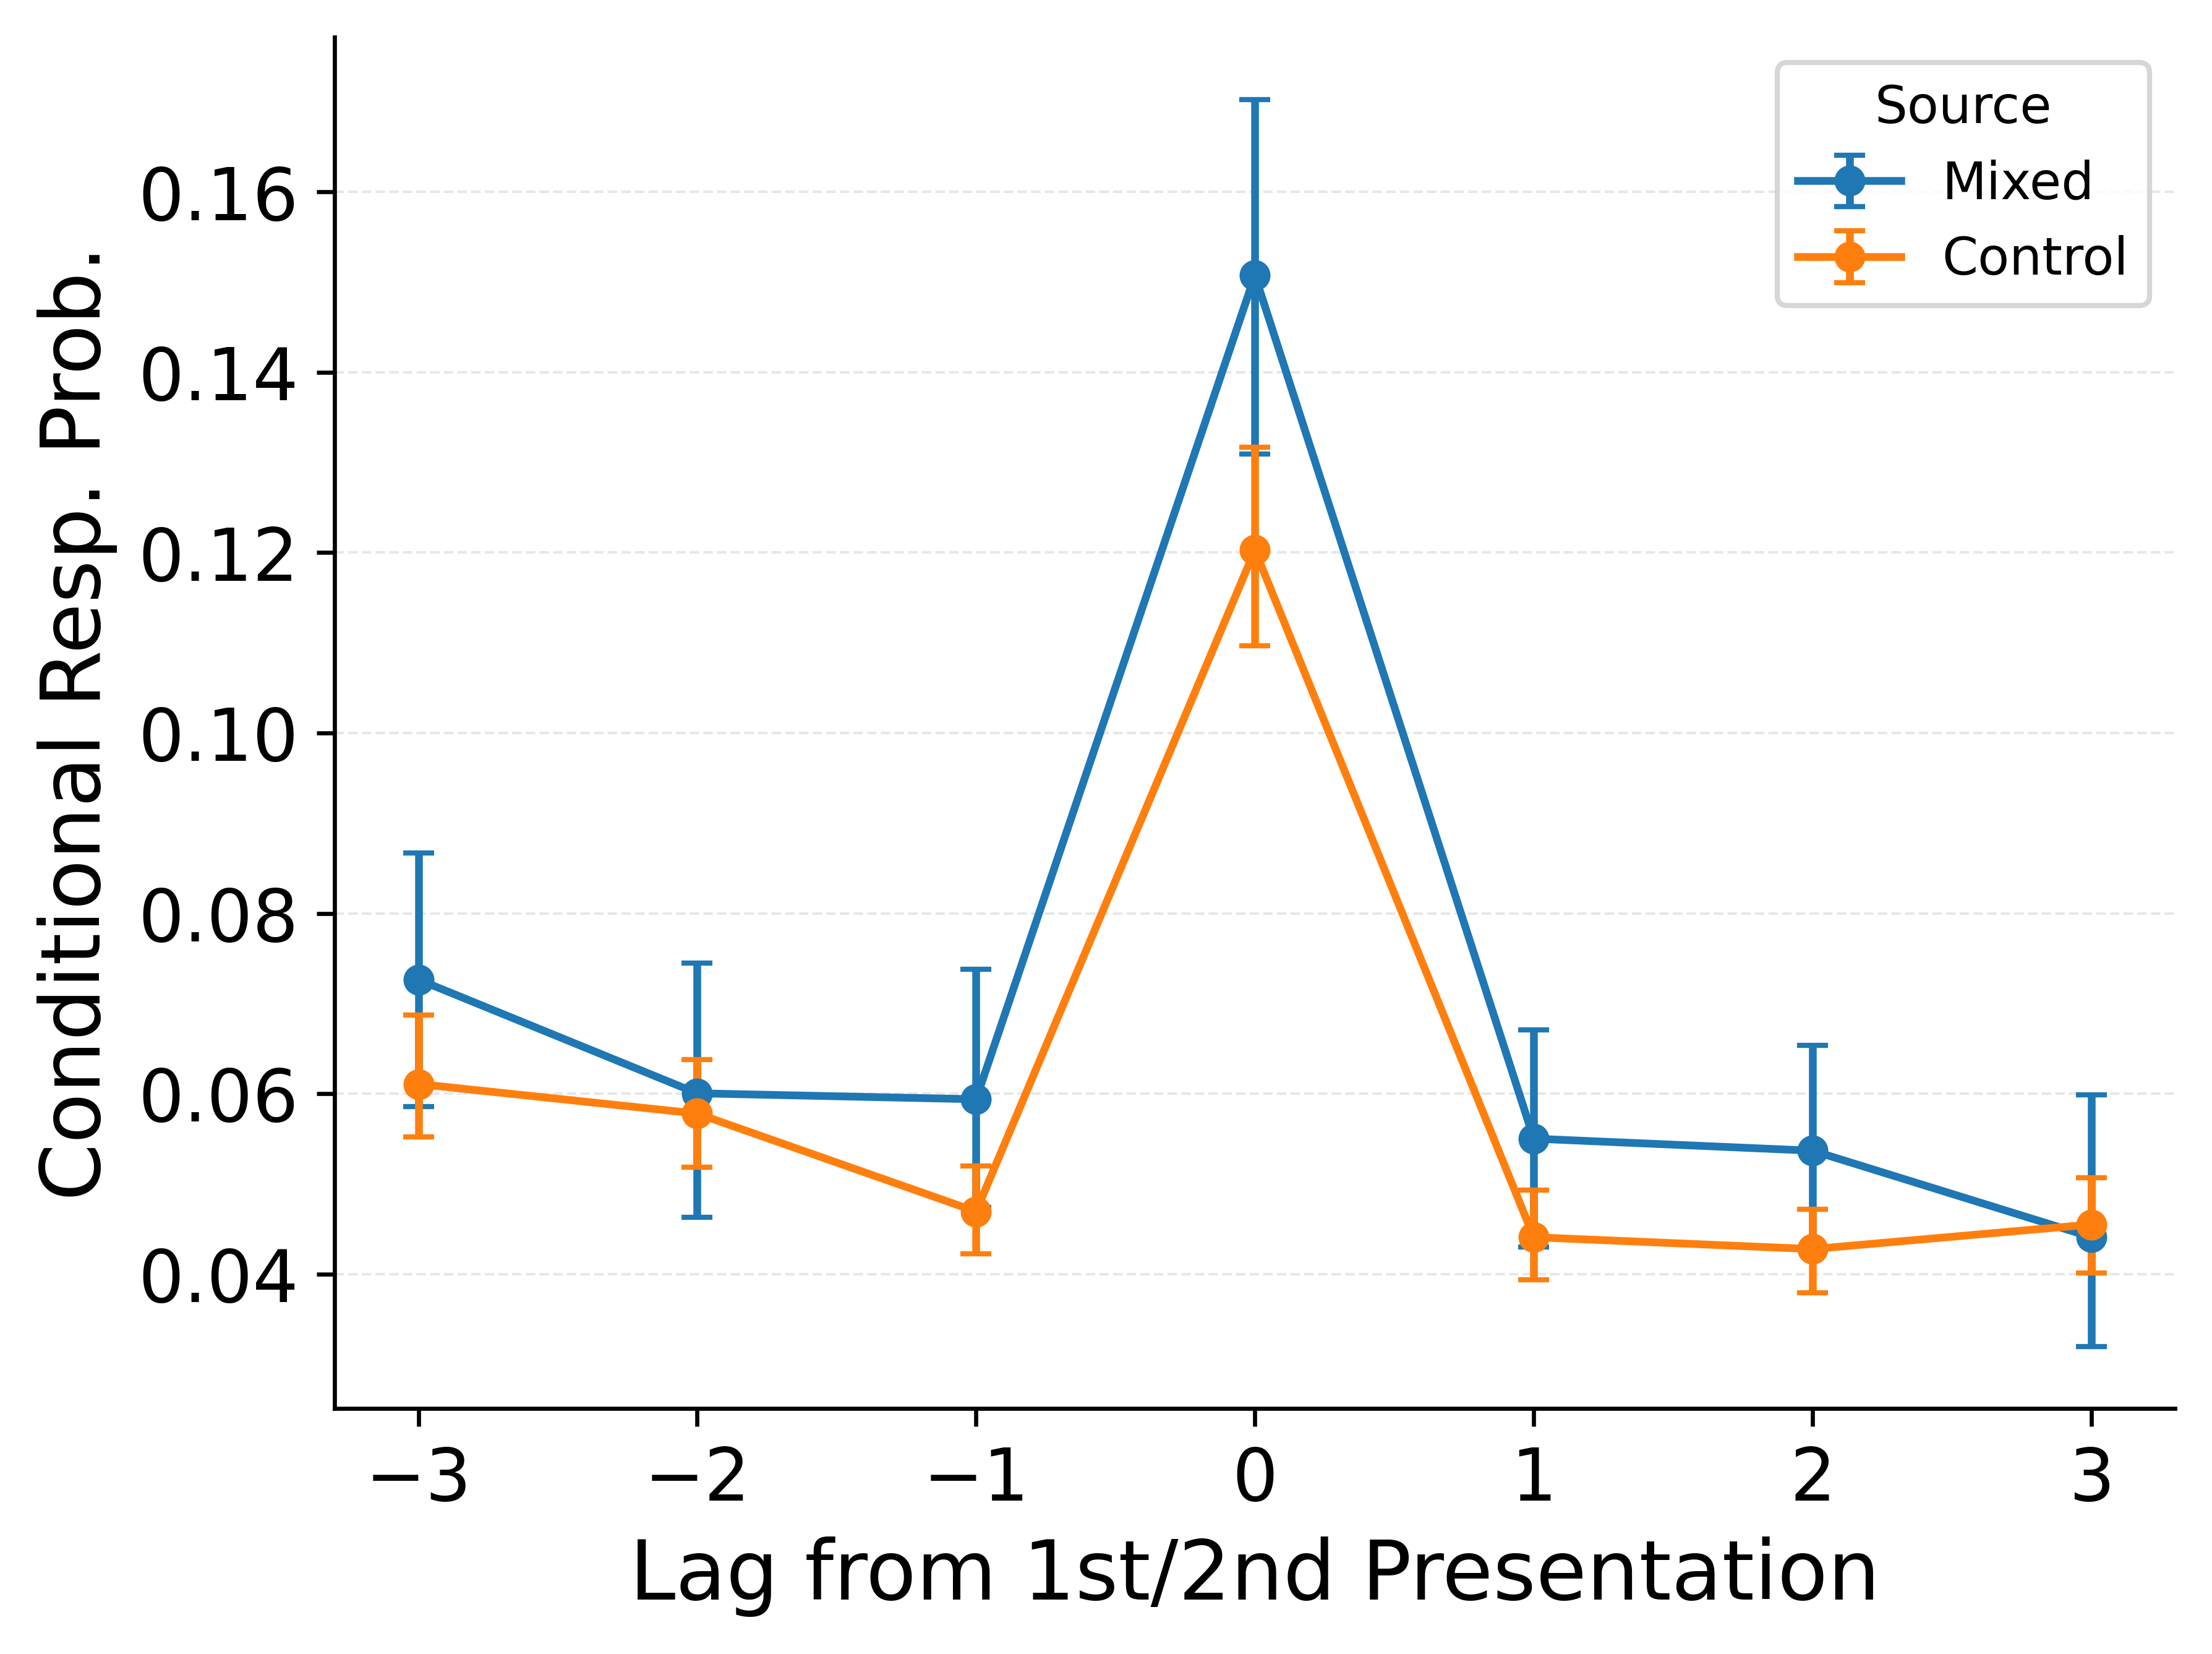 Source
Mixed
Control
Conditional Resp. Prob.
0.16
0.14
0.12
0.10
0.08
0.06
0.04
−3 −2 −1 0 1 2 3
Lag from 1st/2nd Presentation